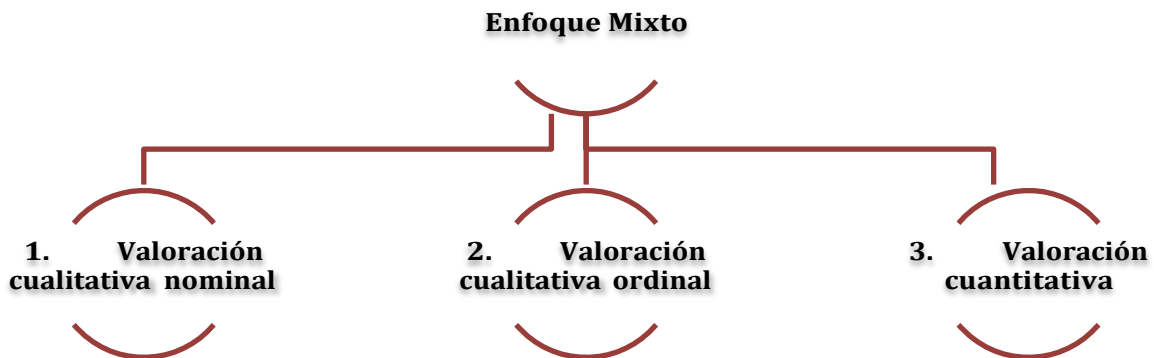 Enfoque Mixto
1. Valoración
cualitativa nominal
2. Valoración
cualitativa ordinal
3. Valoración
cuantitativa